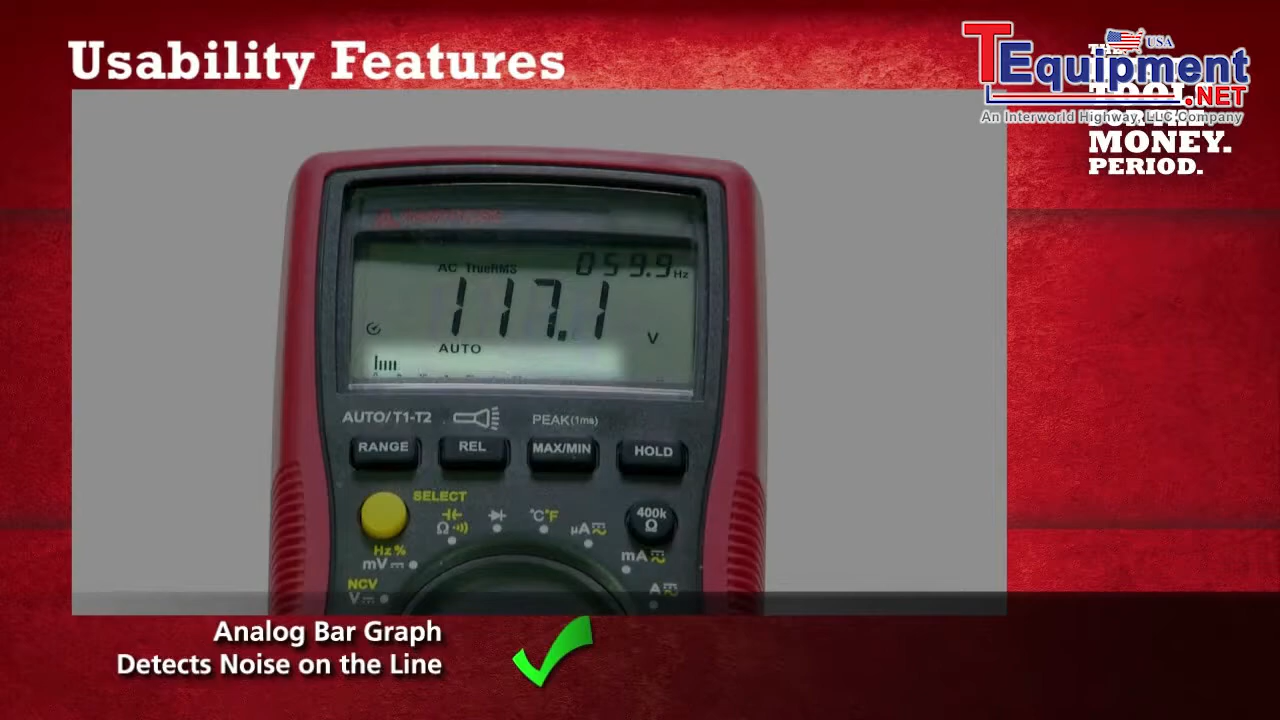 Usability Features
TEquipment
USA
.NET
An Interworld Highway, LLC Company
MONEY.
PERIOD.
AC TrueRMS
059.9 Hz
117.1
V
AUTO
AUTO/T1-T2
PEAK(1ms)
RANGE
REL
MAX/MIN
HOLD
SELECT
Ω
°C°F
µA
400k
Ω
Hz %
mV
mA
NCV
V
A
Analog Bar Graph
Detects Noise on the Line